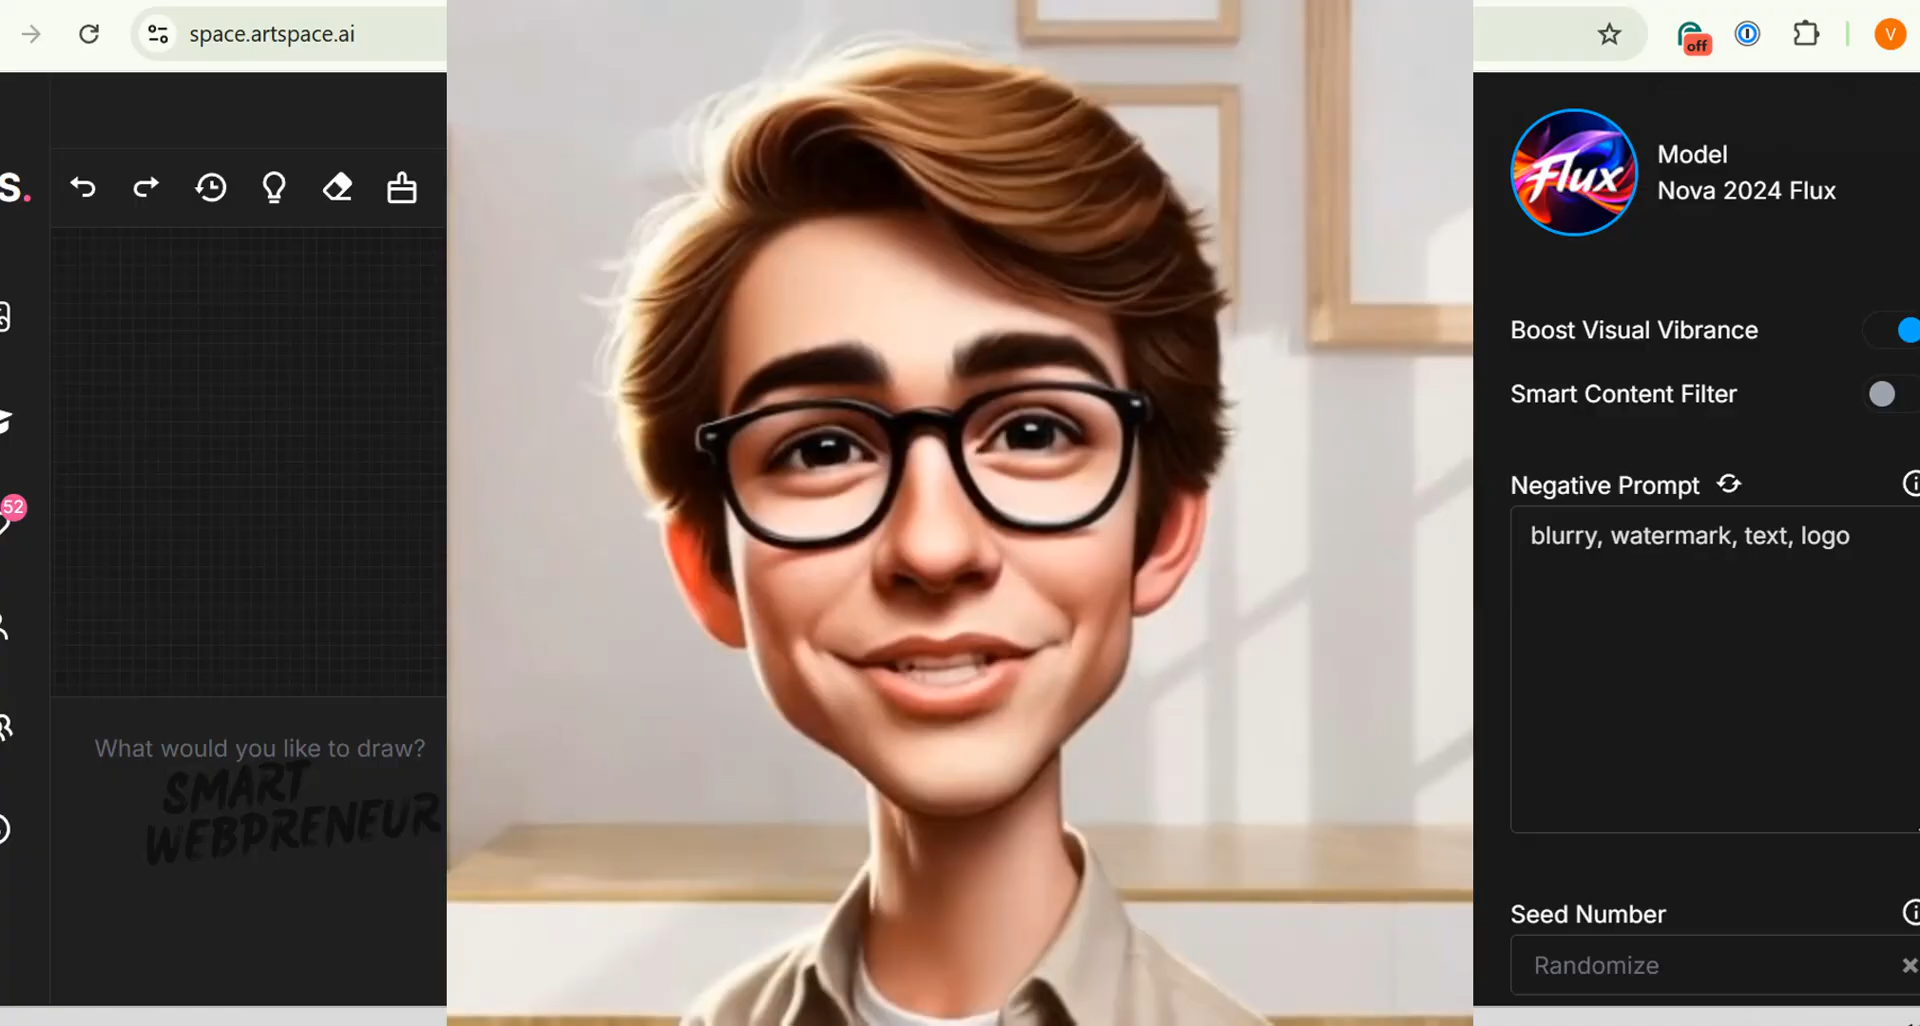 space.artspace.ai
off
V
S.
Flux
Model
Nova 2024 Flux
Boost Visual Vibrance
Smart Content Filter
Negative Prompt
blurry, watermark, text, logo
52
What would you like to draw?
SMART
WEBPRENEUR
Seed Number
Randomize